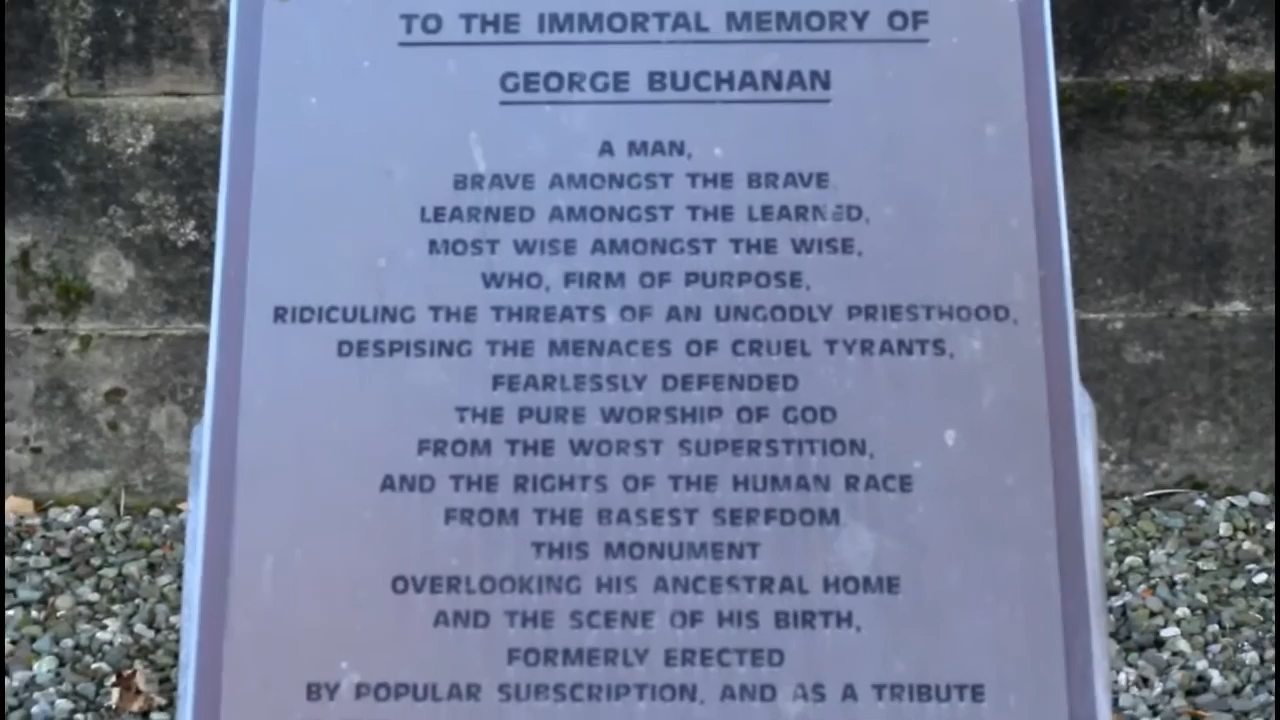 TO THE IMMORTAL MEMORY OF
GEORGE BUCHANAN
A MAN,
BRAVE AMONGST THE BRAVE,
LEARNED AMONGST THE LEARNED,
MOST WISE AMONGST THE WISE,
WHO, FIRM OF PURPOSE,
RIDICULING THE THREATS OF AN UNGODLY PRIESTHOOD,
DESPISING THE MENACES OF CRUEL TYRANTS,
FEARLESSLY DEFENDED
THE PURE WORSHIP OF GOD
FROM THE WORST SUPERSTITION,
AND THE RIGHTS OF THE HUMAN RACE
FROM THE BASEST SERFDOM
THIS MONUMENT
OVERLOOKING HIS ANCESTRAL HOME
AND THE SCENE OF HIS BIRTH,
FORMERLY ERECTED
BY POPULAR SUBSCRIPTION, AND AS A TRIBUTE